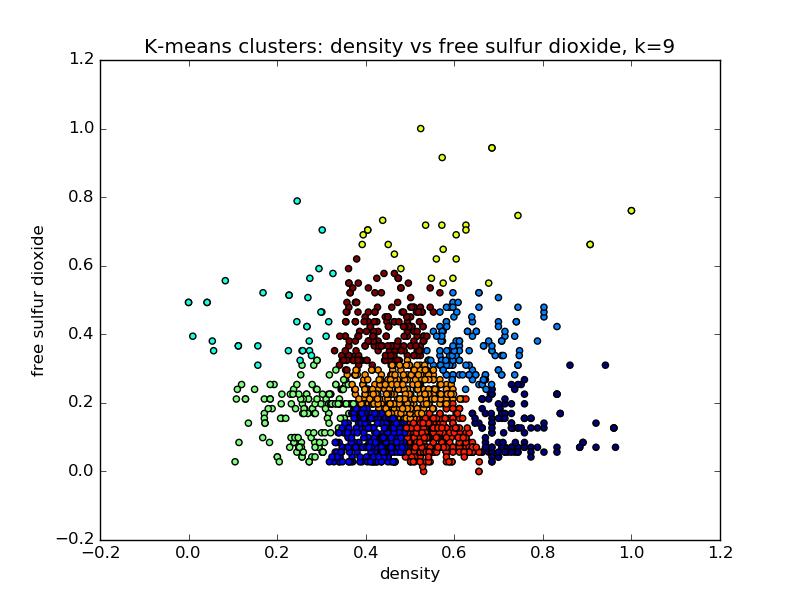 K-means clusters: density vs free sulfur dioxide, k=9
1.2
1.0
0.8
0.6
0.4
0.2
0.0
−0.2
free sulfur dioxide
−0.2 0.0 0.2 0.4 0.6 0.8 1.0 1.2
density